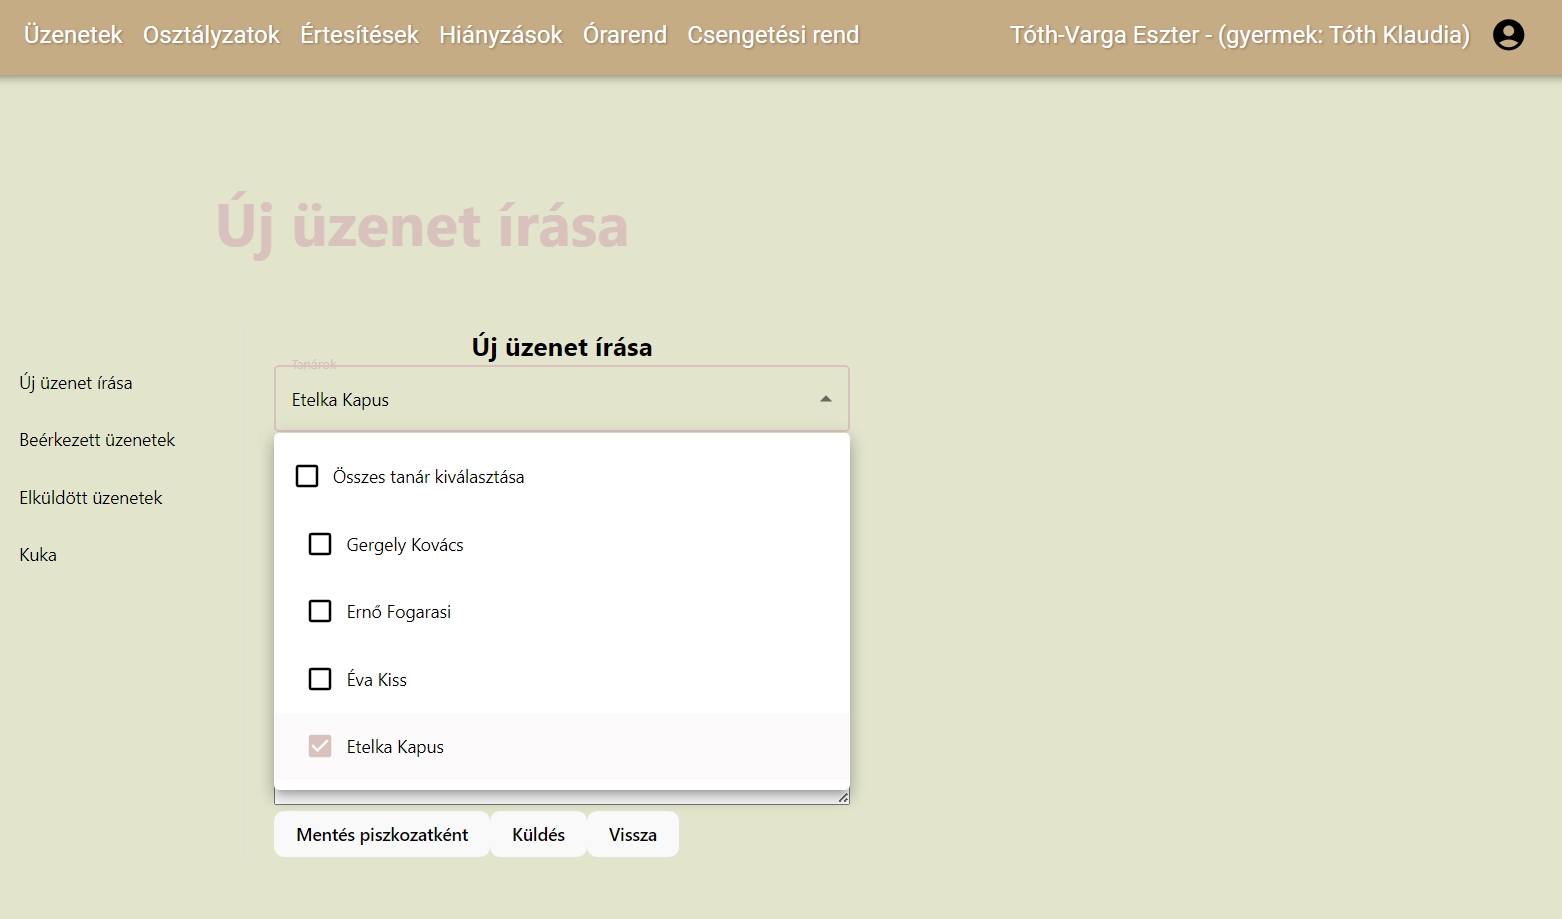 Üzenetek Osztályzatok Értesítések Hiányzások Órarend Csengetési rend Tóth-Varga Eszter - (gyermek: Tóth Klaudia)
Új üzenet írása
Új üzenet írása
Beérkezett üzenetek
Elküldött üzenetek
Kuka
Új üzenet írása
Tanárok
Etelka Kapus
Összes tanár kiválasztása
Gergely Kovács
Ernő Fogarasi
Éva Kiss
Etelka Kapus
Mentés piszkozatként Küldés Vissza